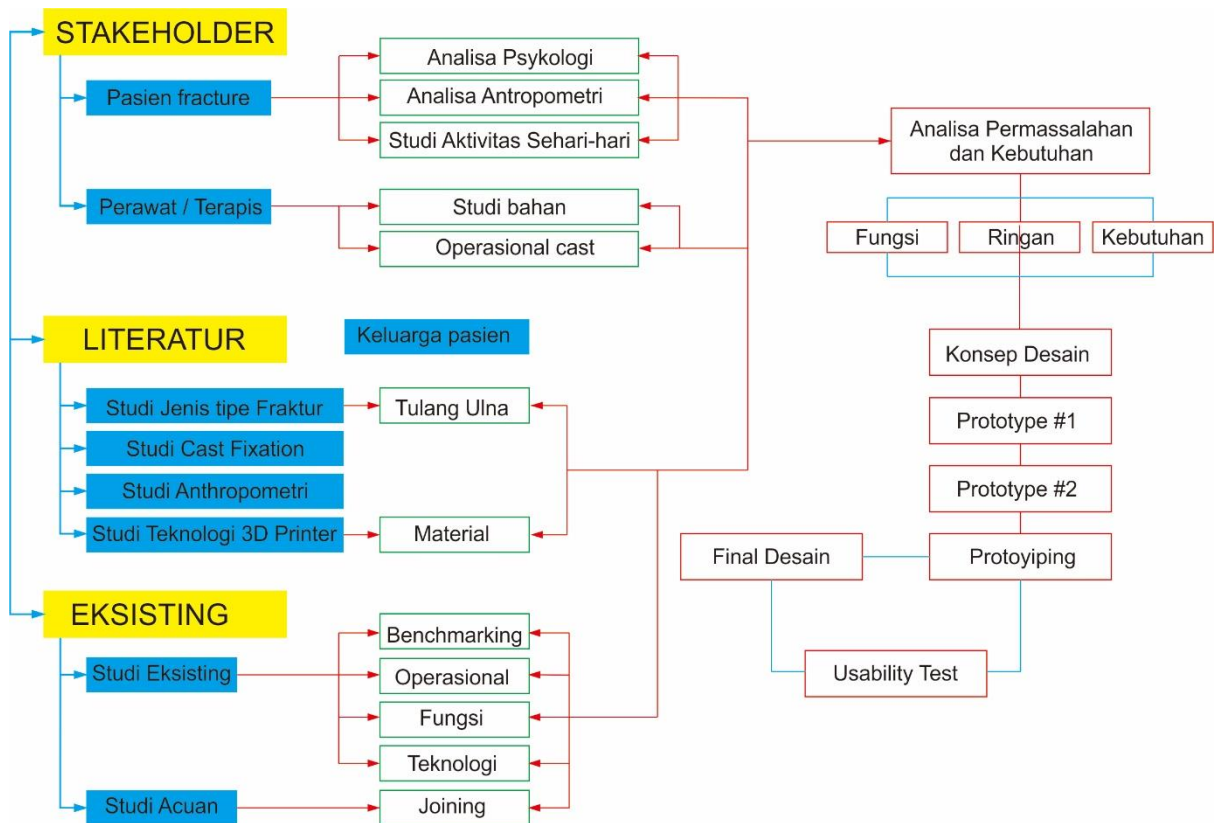 STAKEHOLDER
Pasien fracture
Analisa Psykologi
Analisa Antropometri
Studi Aktivitas Sehari-hari
Perawat / Terapis
Studi bahan
Operasional cast
LITERATUR
Keluarga pasien
Studi Jenis tipe Fraktur
Tulang Ulna
Studi Cast Fixation
Studi Anthropometri
Studi Teknologi 3D Printer
Material
EKSISTING
Studi Eksisting
Benchmarking
Operasional
Fungsi
Teknologi
Studi Acuan
Joining
Analisa Permassalahan
dan Kebutuhan
Fungsi
Ringan
Kebutuhan
Konsep Desain
Prototype #1
Prototype #2
Protoyiping
Final Desain
Usability Test